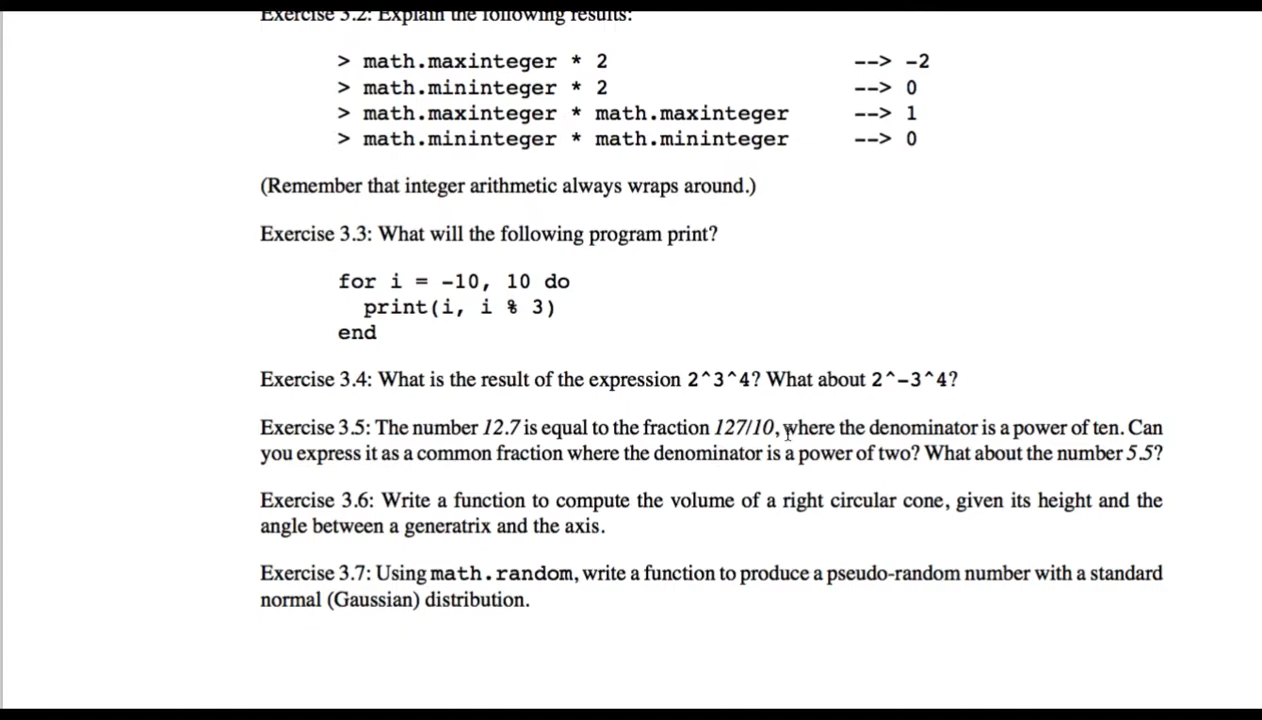 Exercise 3.2: Explain the following results:
> math.maxinteger * 2 --> -2
> math.mininteger * 2 --> 0
> math.maxinteger * math.maxinteger --> 1
> math.mininteger * math.mininteger --> 0
(Remember that integer arithmetic always wraps around.)
Exercise 3.3: What will the following program print?
for i = -10, 10 do
print(i, i % 3)
end
Exercise 3.4: What is the result of the expression 2^3^4? What about 2^-3^4?
Exercise 3.5: The number 12.7 is equal to the fraction 127/10, where the denominator is a power of ten. Can
you express it as a common fraction where the denominator is a power of two? What about the number 5.5?
Exercise 3.6: Write a function to compute the volume of a right circular cone, given its height and the
angle between a generatrix and the axis.
Exercise 3.7: Using math.random, write a function to produce a pseudo-random number with a standard
normal (Gaussian) distribution.